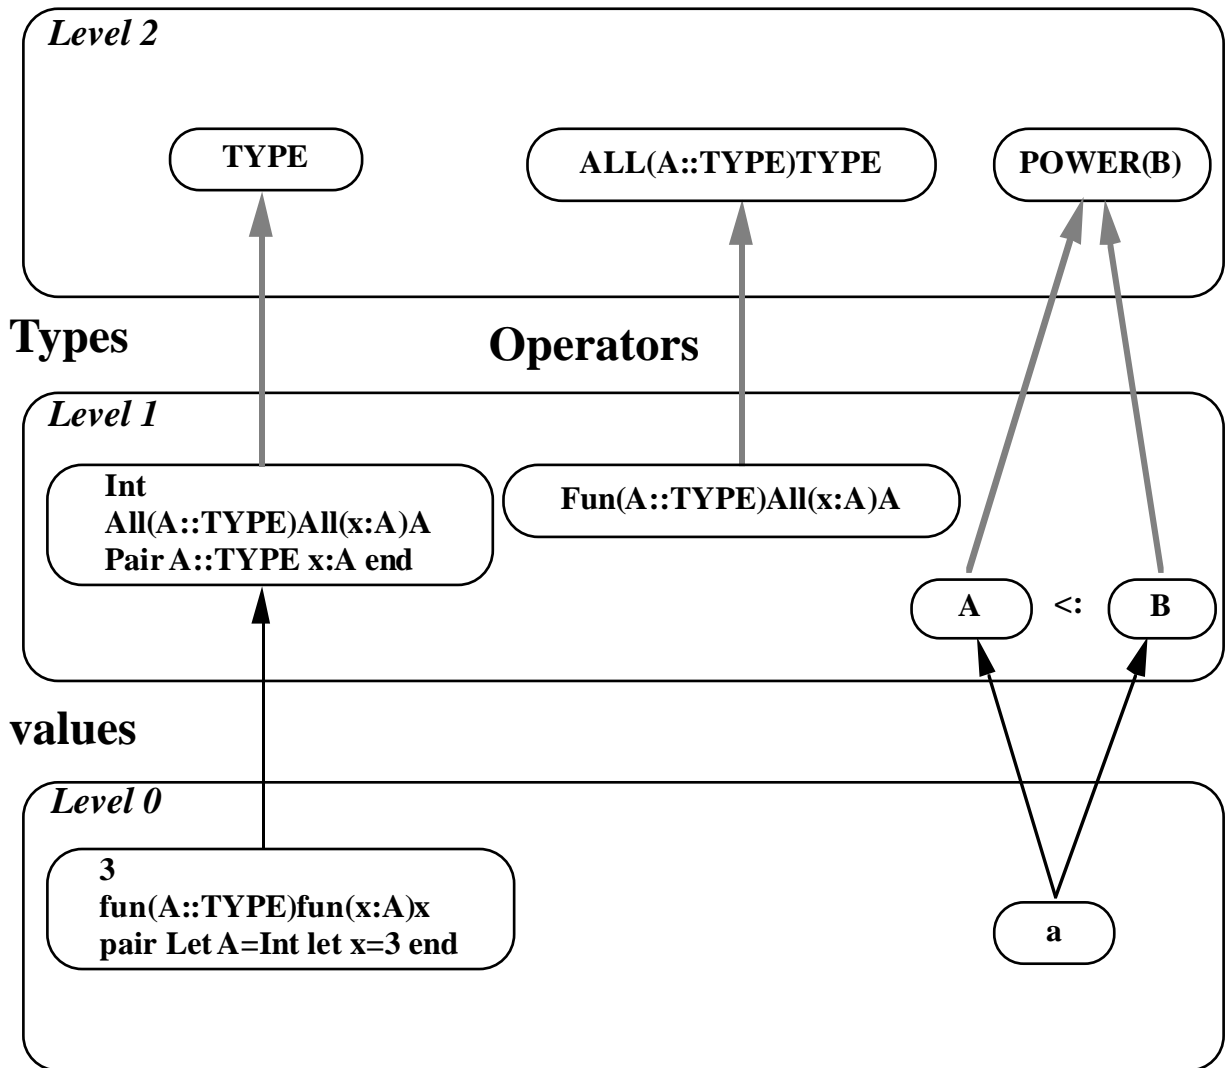 Level 2
TYPE
ALL(A::TYPE)TYPE
POWER(B)
Types
Operators
Level 1
Int
All(A::TYPE)All(x:A)A
Pair A::TYPE x:A end
Fun(A::TYPE)All(x:A)A
A <: B
values
Level 0
3
fun(A::TYPE)fun(x:A)x
pair Let A=Int let x=3 end
a